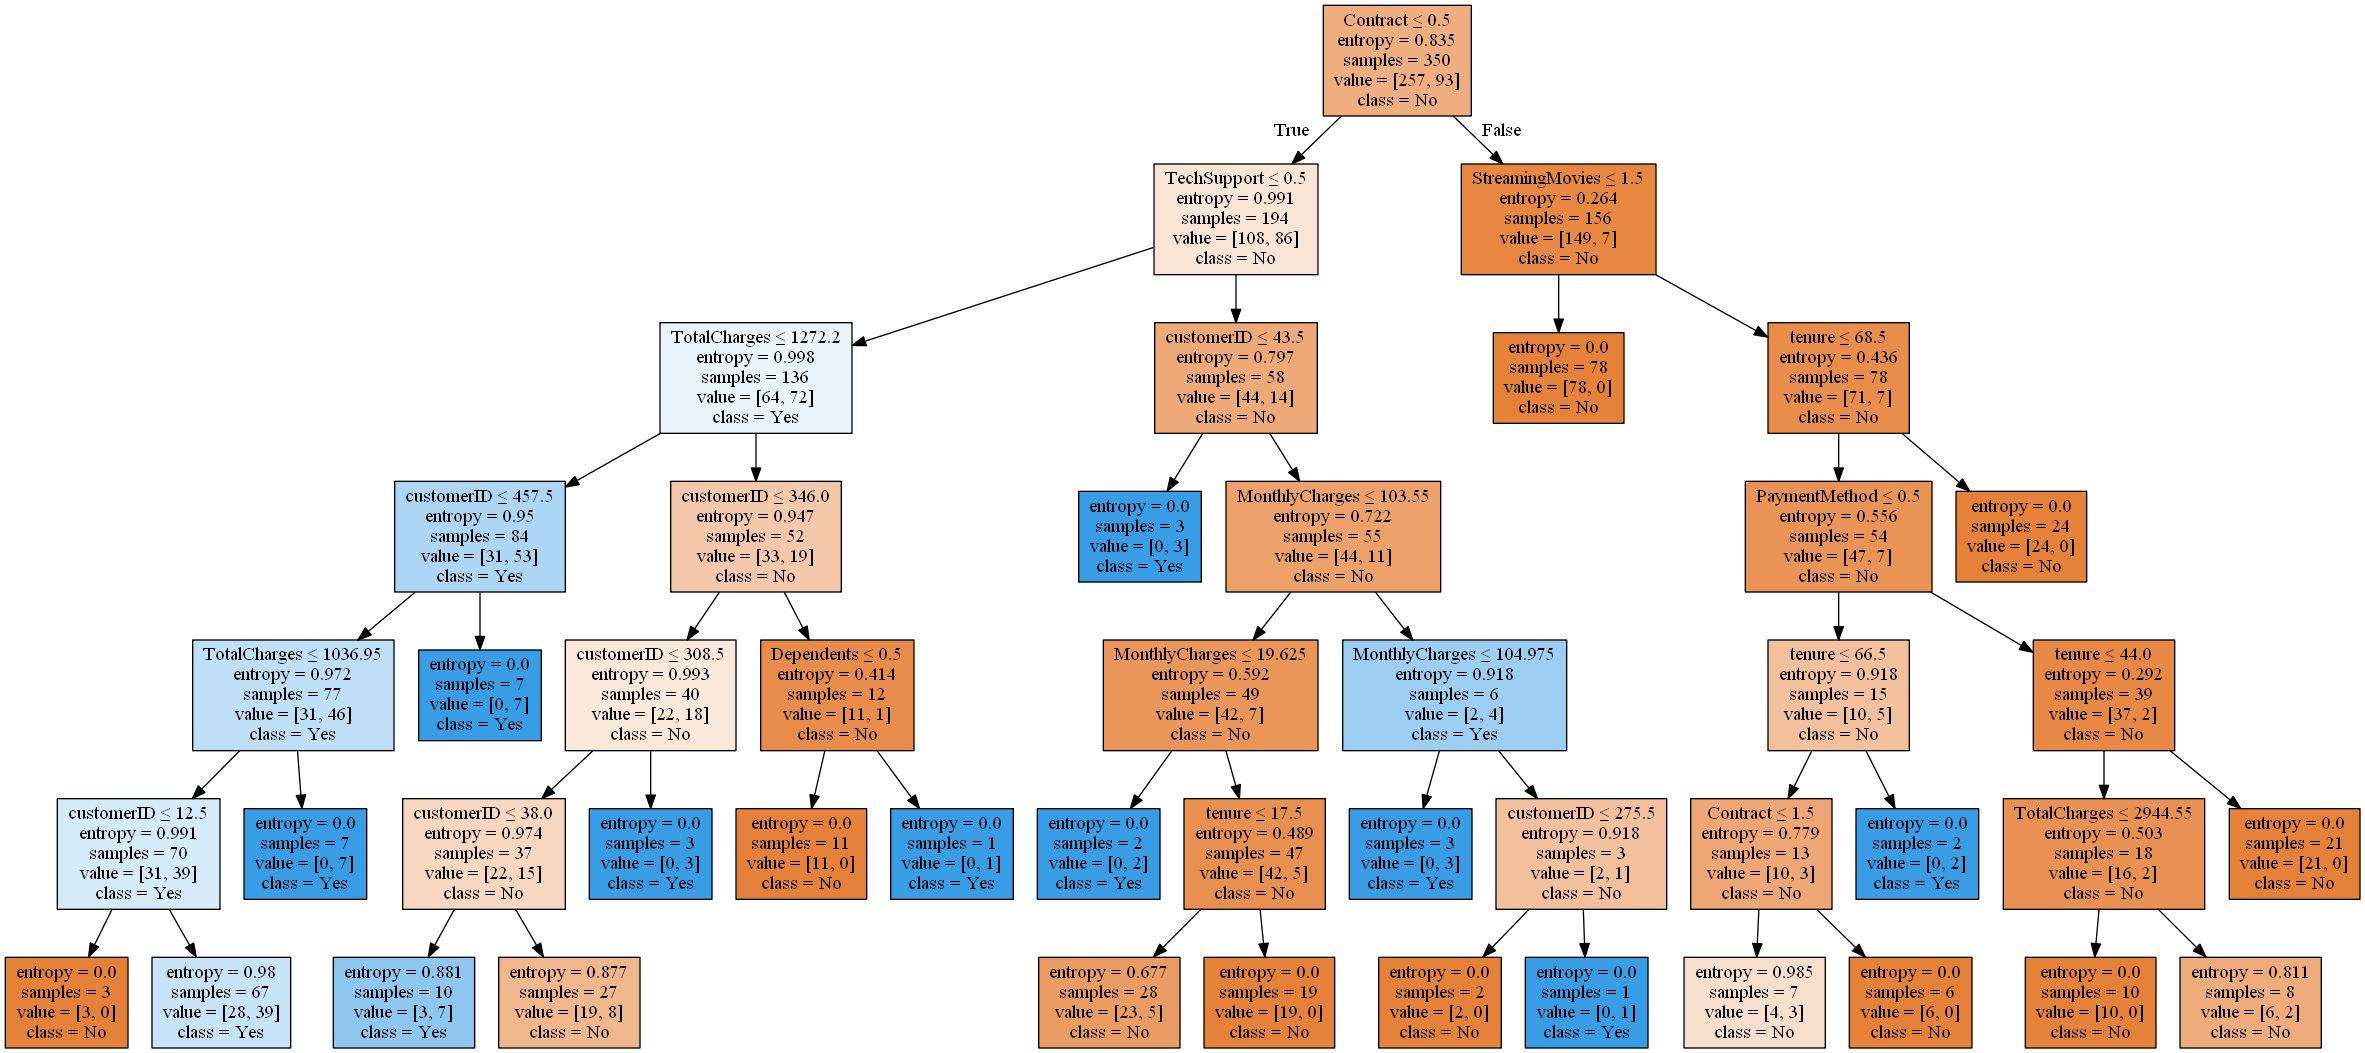 Contract ≤ 0.5
entropy = 0.835
samples = 350
value = [257, 93]
class = No
True
False
TechSupport ≤ 0.5
entropy = 0.991
samples = 194
value = [108, 86]
class = No
StreamingMovies ≤ 1.5
entropy = 0.264
samples = 156
value = [149, 7]
class = No
TotalCharges ≤ 1272.2
entropy = 0.998
samples = 136
value = [64, 72]
class = Yes
customerID ≤ 43.5
entropy = 0.797
samples = 58
value = [44, 14]
class = No
entropy = 0.0
samples = 78
value = [78, 0]
class = No
tenure ≤ 68.5
entropy = 0.436
samples = 78
value = [71, 7]
class = No
customerID ≤ 457.5
entropy = 0.95
samples = 84
value = [31, 53]
class = Yes
customerID ≤ 346.0
entropy = 0.947
samples = 52
value = [33, 19]
class = No
entropy = 0.0
samples = 3
value = [0, 3]
class = Yes
MonthlyCharges ≤ 103.55
entropy = 0.722
samples = 55
value = [44, 11]
class = No
PaymentMethod ≤ 0.5
entropy = 0.556
samples = 54
value = [47, 7]
class = No
entropy = 0.0
samples = 24
value = [24, 0]
class = No
TotalCharges ≤ 1036.95
entropy = 0.972
samples = 77
value = [31, 46]
class = Yes
entropy = 0.0
samples = 7
value = [0, 7]
class = Yes
customerID ≤ 308.5
entropy = 0.993
samples = 40
value = [22, 18]
class = No
Dependents ≤ 0.5
entropy = 0.414
samples = 12
value = [11, 1]
class = No
MonthlyCharges ≤ 19.625
entropy = 0.592
samples = 49
value = [42, 7]
class = No
MonthlyCharges ≤ 104.975
entropy = 0.918
samples = 6
value = [2, 4]
class = Yes
tenure ≤ 66.5
entropy = 0.918
samples = 15
value = [10, 5]
class = No
tenure ≤ 44.0
entropy = 0.292
samples = 39
value = [37, 2]
class = No
customerID ≤ 12.5
entropy = 0.991
samples = 70
value = [31, 39]
class = Yes
entropy = 0.0
samples = 7
value = [0, 7]
class = Yes
customerID ≤ 38.0
entropy = 0.974
samples = 37
value = [22, 15]
class = No
entropy = 0.0
samples = 3
value = [0, 3]
class = Yes
entropy = 0.0
samples = 11
value = [11, 0]
class = No
entropy = 0.0
samples = 1
value = [0, 1]
class = Yes
entropy = 0.0
samples = 2
value = [0, 2]
class = Yes
tenure ≤ 17.5
entropy = 0.489
samples = 47
value = [42, 5]
class = No
entropy = 0.0
samples = 3
value = [0, 3]
class = Yes
customerID ≤ 275.5
entropy = 0.918
samples = 3
value = [2, 1]
class = No
Contract ≤ 1.5
entropy = 0.779
samples = 13
value = [10, 3]
class = No
entropy = 0.0
samples = 2
value = [0, 2]
class = Yes
TotalCharges ≤ 2944.55
entropy = 0.503
samples = 18
value = [16, 2]
class = No
entropy = 0.0
samples = 21
value = [21, 0]
class = No
entropy = 0.0
samples = 3
value = [3, 0]
class = No
entropy = 0.98
samples = 67
value = [28, 39]
class = Yes
entropy = 0.881
samples = 10
value = [3, 7]
class = Yes
entropy = 0.877
samples = 27
value = [19, 8]
class = No
entropy = 0.677
samples = 28
value = [23, 5]
class = No
entropy = 0.0
samples = 19
value = [19, 0]
class = No
entropy = 0.0
samples = 2
value = [2, 0]
class = No
entropy = 0.0
samples = 1
value = [0, 1]
class = Yes
entropy = 0.985
samples = 7
value = [4, 3]
class = No
entropy = 0.0
samples = 6
value = [6, 0]
class = No
entropy = 0.0
samples = 10
value = [10, 0]
class = No
entropy = 0.811
samples = 8
value = [6, 2]
class = No